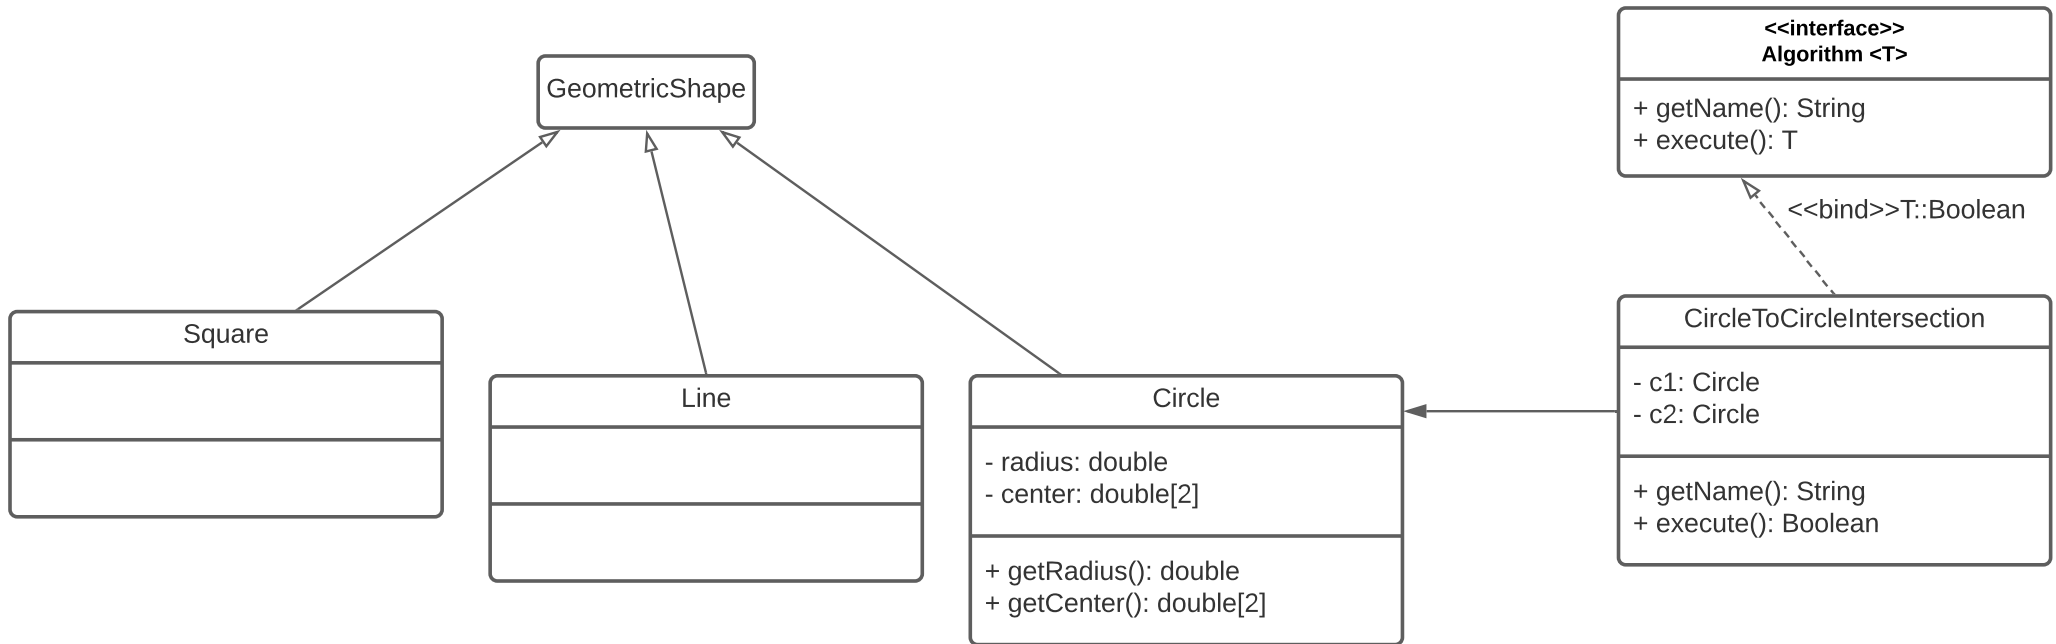 GeometricShape
<<interface>>
Algorithm <T>
+ getName(): String
+ execute(): T
<<bind>>T::Boolean
Square
Line
Circle
- radius: double
- center: double[2]
+ getRadius(): double
+ getCenter(): double[2]
CircleToCircleIntersection
- c1: Circle
- c2: Circle
+ getName(): String
+ execute(): Boolean